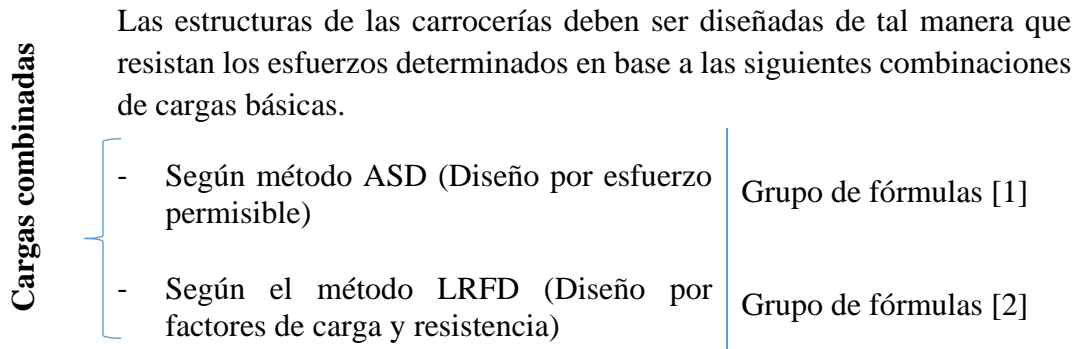 Cargas combinadas
Las estructuras de las carrocerías deben ser diseñadas de tal manera que
resistan los esfuerzos determinados en base a las siguientes combinaciones
de cargas básicas.
- Según método ASD (Diseño por esfuerzo
permisible)
Grupo de fórmulas [1]
- Según el método LRFD (Diseño por
factores de carga y resistencia)
Grupo de fórmulas [2]